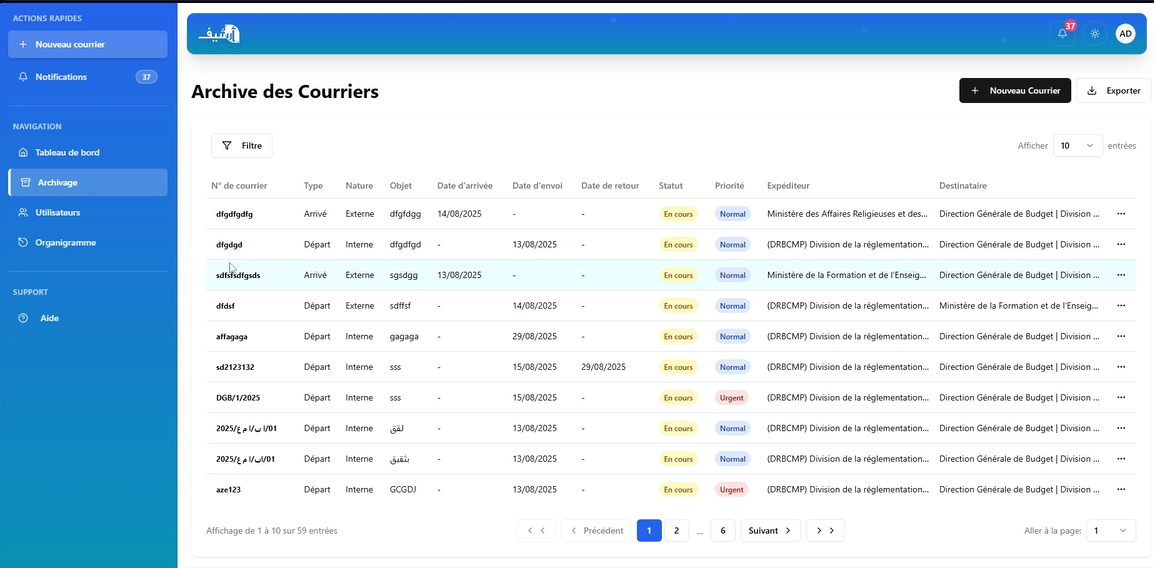 ACTIONS RAPIDES
Nouveau courrier
Notifications 37
NAVIGATION
Tableau de bord
Archivage
Utilisateurs
Organigramme
SUPPORT
Aide
أرشيف
37
AD
Archive des Courriers
Nouveau Courrier
Exporter
Filtre
Afficher 10 entrées
N° de courrier Type Nature Objet Date d'arrivée Date d'envoi Date de retour Statut Priorité Expéditeur Destinataire
dfgdfgdfg Arrivé Externe dfgfdgg 14/08/2025 - - En cours Normal Ministère des Affaires Religieuses et des... Direction Générale de Budget | Division ...
dfgdgd Départ Interne dfgdfgd - 13/08/2025 - En cours Normal (DRBCMP) Division de la réglementation... Direction Générale de Budget | Division ...
sdfsfsdfgsds Arrivé Externe sgsdgg 13/08/2025 - - En cours Normal Ministère de la Formation et de l'Enseig... Direction Générale de Budget | Division ...
dfdsf Départ Externe sdffsf - 14/08/2025 - En cours Normal (DRBCMP) Division de la réglementation... Ministère de la Formation et de l'Enseig...
affagaga Départ Interne gagaga - 29/08/2025 - En cours Normal (DRBCMP) Division de la réglementation... Direction Générale de Budget | Division ...
sd2123132 Départ Interne sss - 15/08/2025 29/08/2025 En cours Normal (DRBCMP) Division de la réglementation... Direction Générale de Budget | Division ...
DGB/1/2025 Départ Interne sss - 15/08/2025 - En cours Urgent (DRBCMP) Division de la réglementation... Direction Générale de Budget | Division ...
Départ Interne لقق - 13/08/2025 - En cours Normal (DRBCMP) Division de la réglementation... Direction Générale de Budget | Division ...
Départ Interne بثقبق - 13/08/2025 - En cours Normal (DRBCMP) Division de la réglementation... Direction Générale de Budget | Division ...
aze123 Départ Interne GCGDJ - 13/08/2025 - En cours Urgent (DRBCMP) Division de la réglementation... Direction Générale de Budget | Division ...
Affichage de 1 à 10 sur 59 entrées Précédent 1 2 ... 6 Suivant Aller à la page: 1